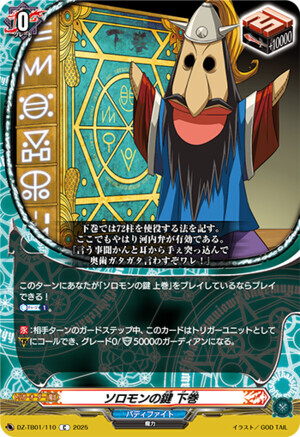 0
+10000
下巻では72柱を使役する法を記す。
ここでもやはり河内弁が有効である。
「言う事聞かんと耳から手ぇ突っ込んで
奥歯ガタガタ言わすぞワレ！」
このターンにあなたが「ソロモンの鍵 上巻」をプレイしているならプレイ
できる！
1
永:相手ターンのガードステップ中、このカードはトリガーユニットとして
にコールでき、グレード0/5000のガーディアンになる。
ソロモンの鍵 下巻
バディファイト
魔力
DZ-TB01/110 C 2025
イラスト／GOD TAIL